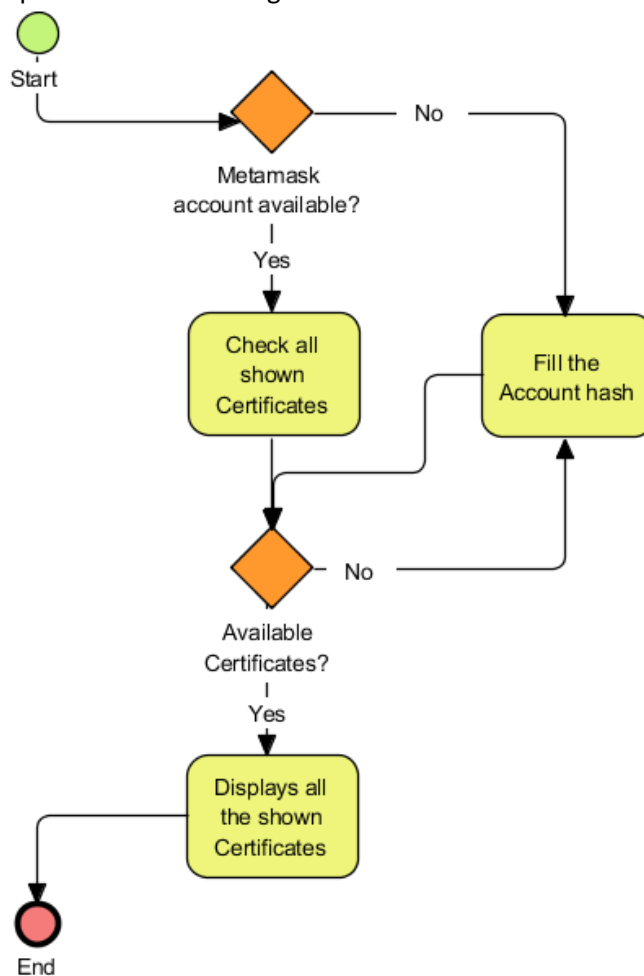 Start
No
Metamask
account available?
Yes
Check all
shown
Certificates
Fill the
Account hash
No
Available
Certificates?
Yes
Displays all
the shown
Certificates
End